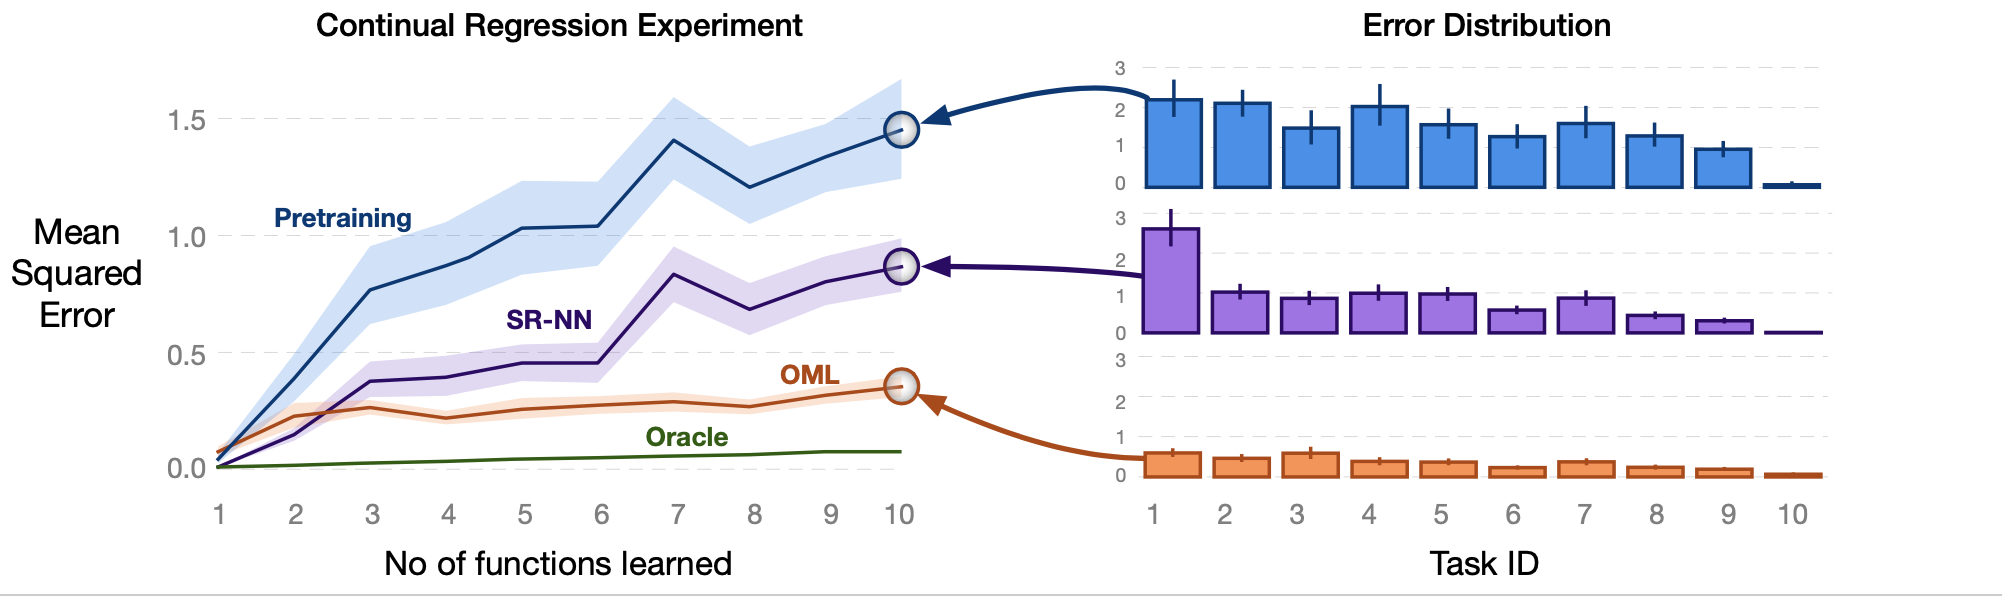 Continual Regression Experiment
Mean
Squared
Error
1.5
1.0
0.5
0.0
Pretraining
SR-NN
OML
Oracle
1 2 3 4 5 6 7 8 9 10
No of functions learned
Error Distribution
3
2
1
0
3
2
1
0
3
2
1
0
1 2 3 4 5 6 7 8 9 10
Task ID